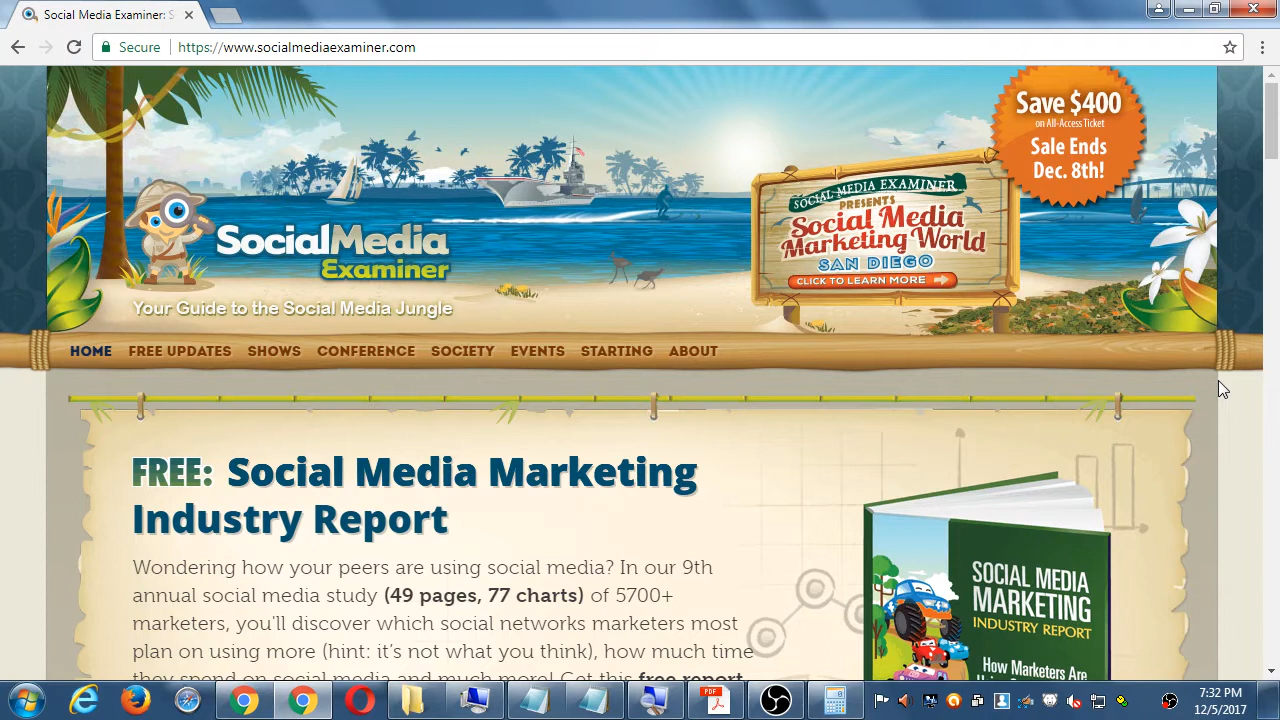 Social Media Examiner: S
Secure
https://www.socialmediaexaminer.com
Save $400
on All-Access Ticket
Sale Ends
Dec. 8th!
SOCIAL MEDIA EXAMINER
PRESENTS
Social Media
Marketing World
SAN DIEGO
CLICK TO LEARN MORE
SocialMedia
Examiner
Your Guide to the Social Media Jungle
HOME FREE UPDATES SHOWS CONFERENCE SOCIETY EVENTS STARTING ABOUT
FREE: Social Media Marketing
Industry Report
Wondering how your peers are using social media? In our 9th
annual social media study (49 pages, 77 charts) of 5700+
marketers, you'll discover which social networks marketers most
plan on using more (hint: it's not what you think), how much time
they spend on social media and much more! Get this free report
SOCIAL MEDIA
MARKETING
INDUSTRY REPORT
How Marketers Are
PDF
7:32 PM
12/5/2017